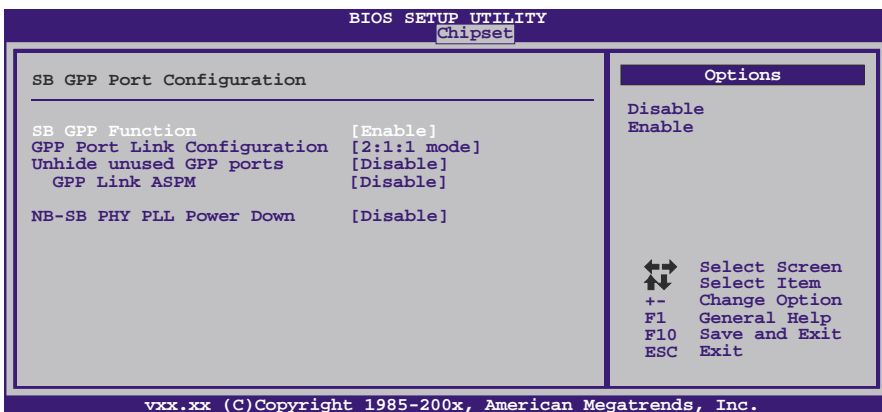 BIOS SETUP UTILITY
Chipset
SB GPP Port Configuration
SB GPP Function [Enable]
GPP Port Link Configuration [2:1:1 mode]
Unhide unused GPP ports [Disable]
GPP Link ASPM [Disable]
NB-SB PHY PLL Power Down [Disable]
Options
Disable
Enable
Select Screen
Select Item
+- Change Option
F1 General Help
F10 Save and Exit
ESC Exit
vxx.xx (C)Copyright 1985-200x, American Megatrends, Inc.